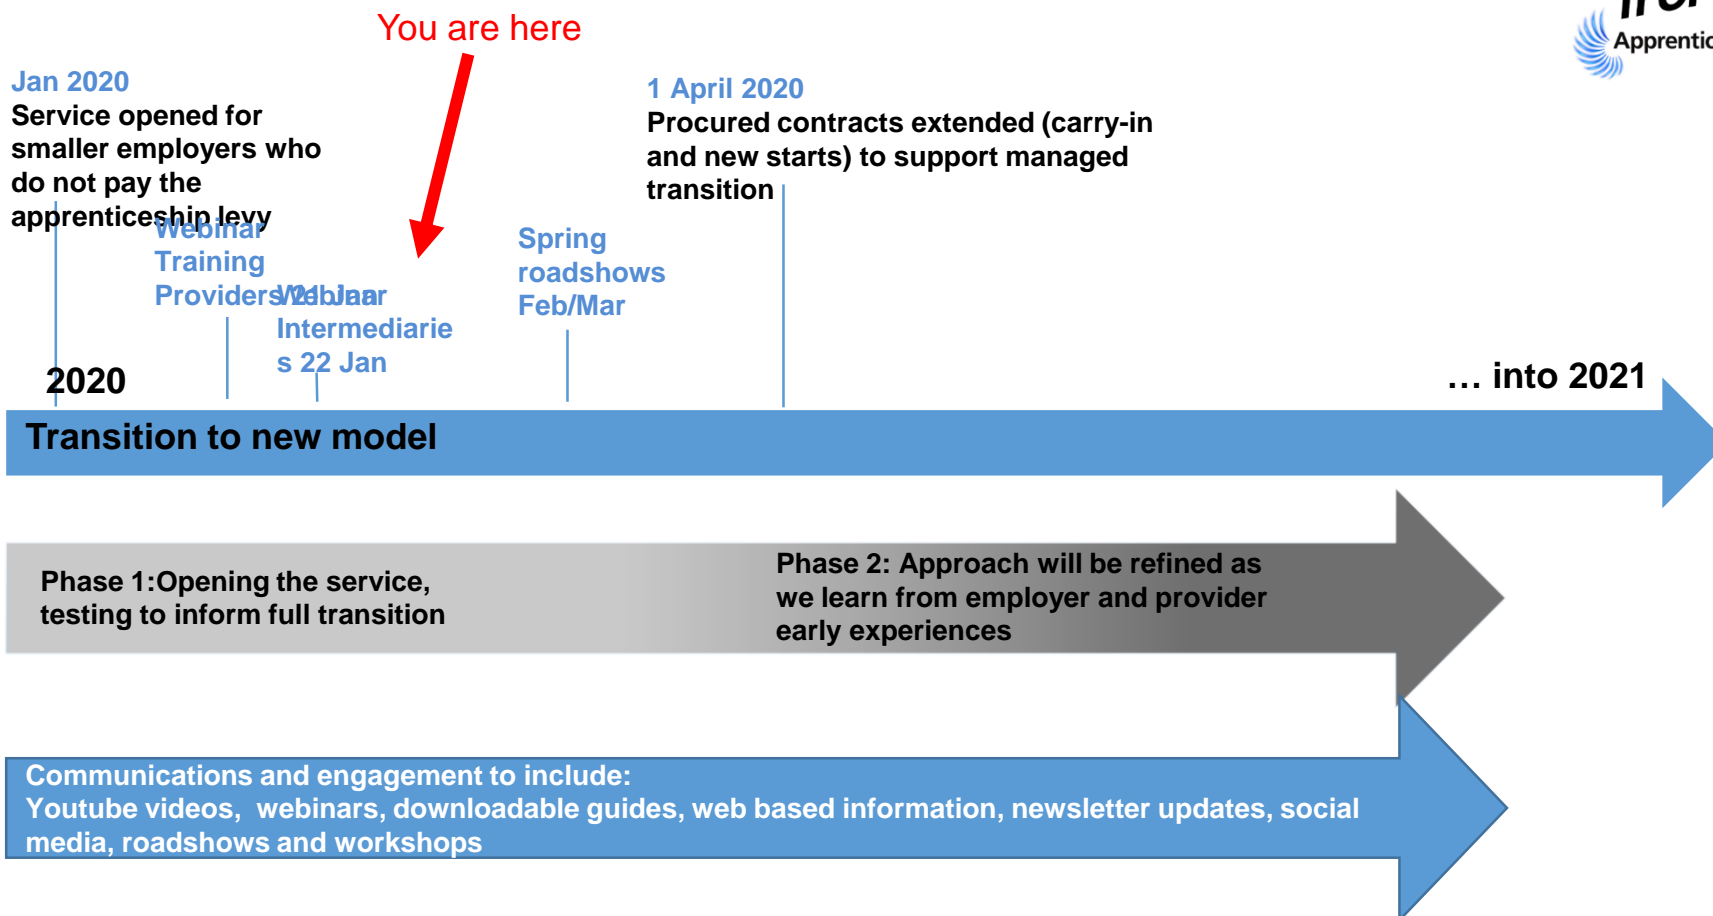 You are here
Apprentic
Jan 2020
Service opened for
smaller employers who
do not pay the
apprenticeship levy
1 April 2020
Procured contracts extended (carry-in
and new starts) to support managed
transition
Webinar
Training
Providers 21 Jan
Webinar
Intermediarie
s 22 Jan
Spring
roadshows
Feb/Mar
2020
... into 2021
Transition to new model
Phase 1:Opening the service,
testing to inform full transition
Phase 2: Approach will be refined as
we learn from employer and provider
early experiences
Communications and engagement to include:
Youtube videos, webinars, downloadable guides, web based information, newsletter updates, social
media, roadshows and workshops